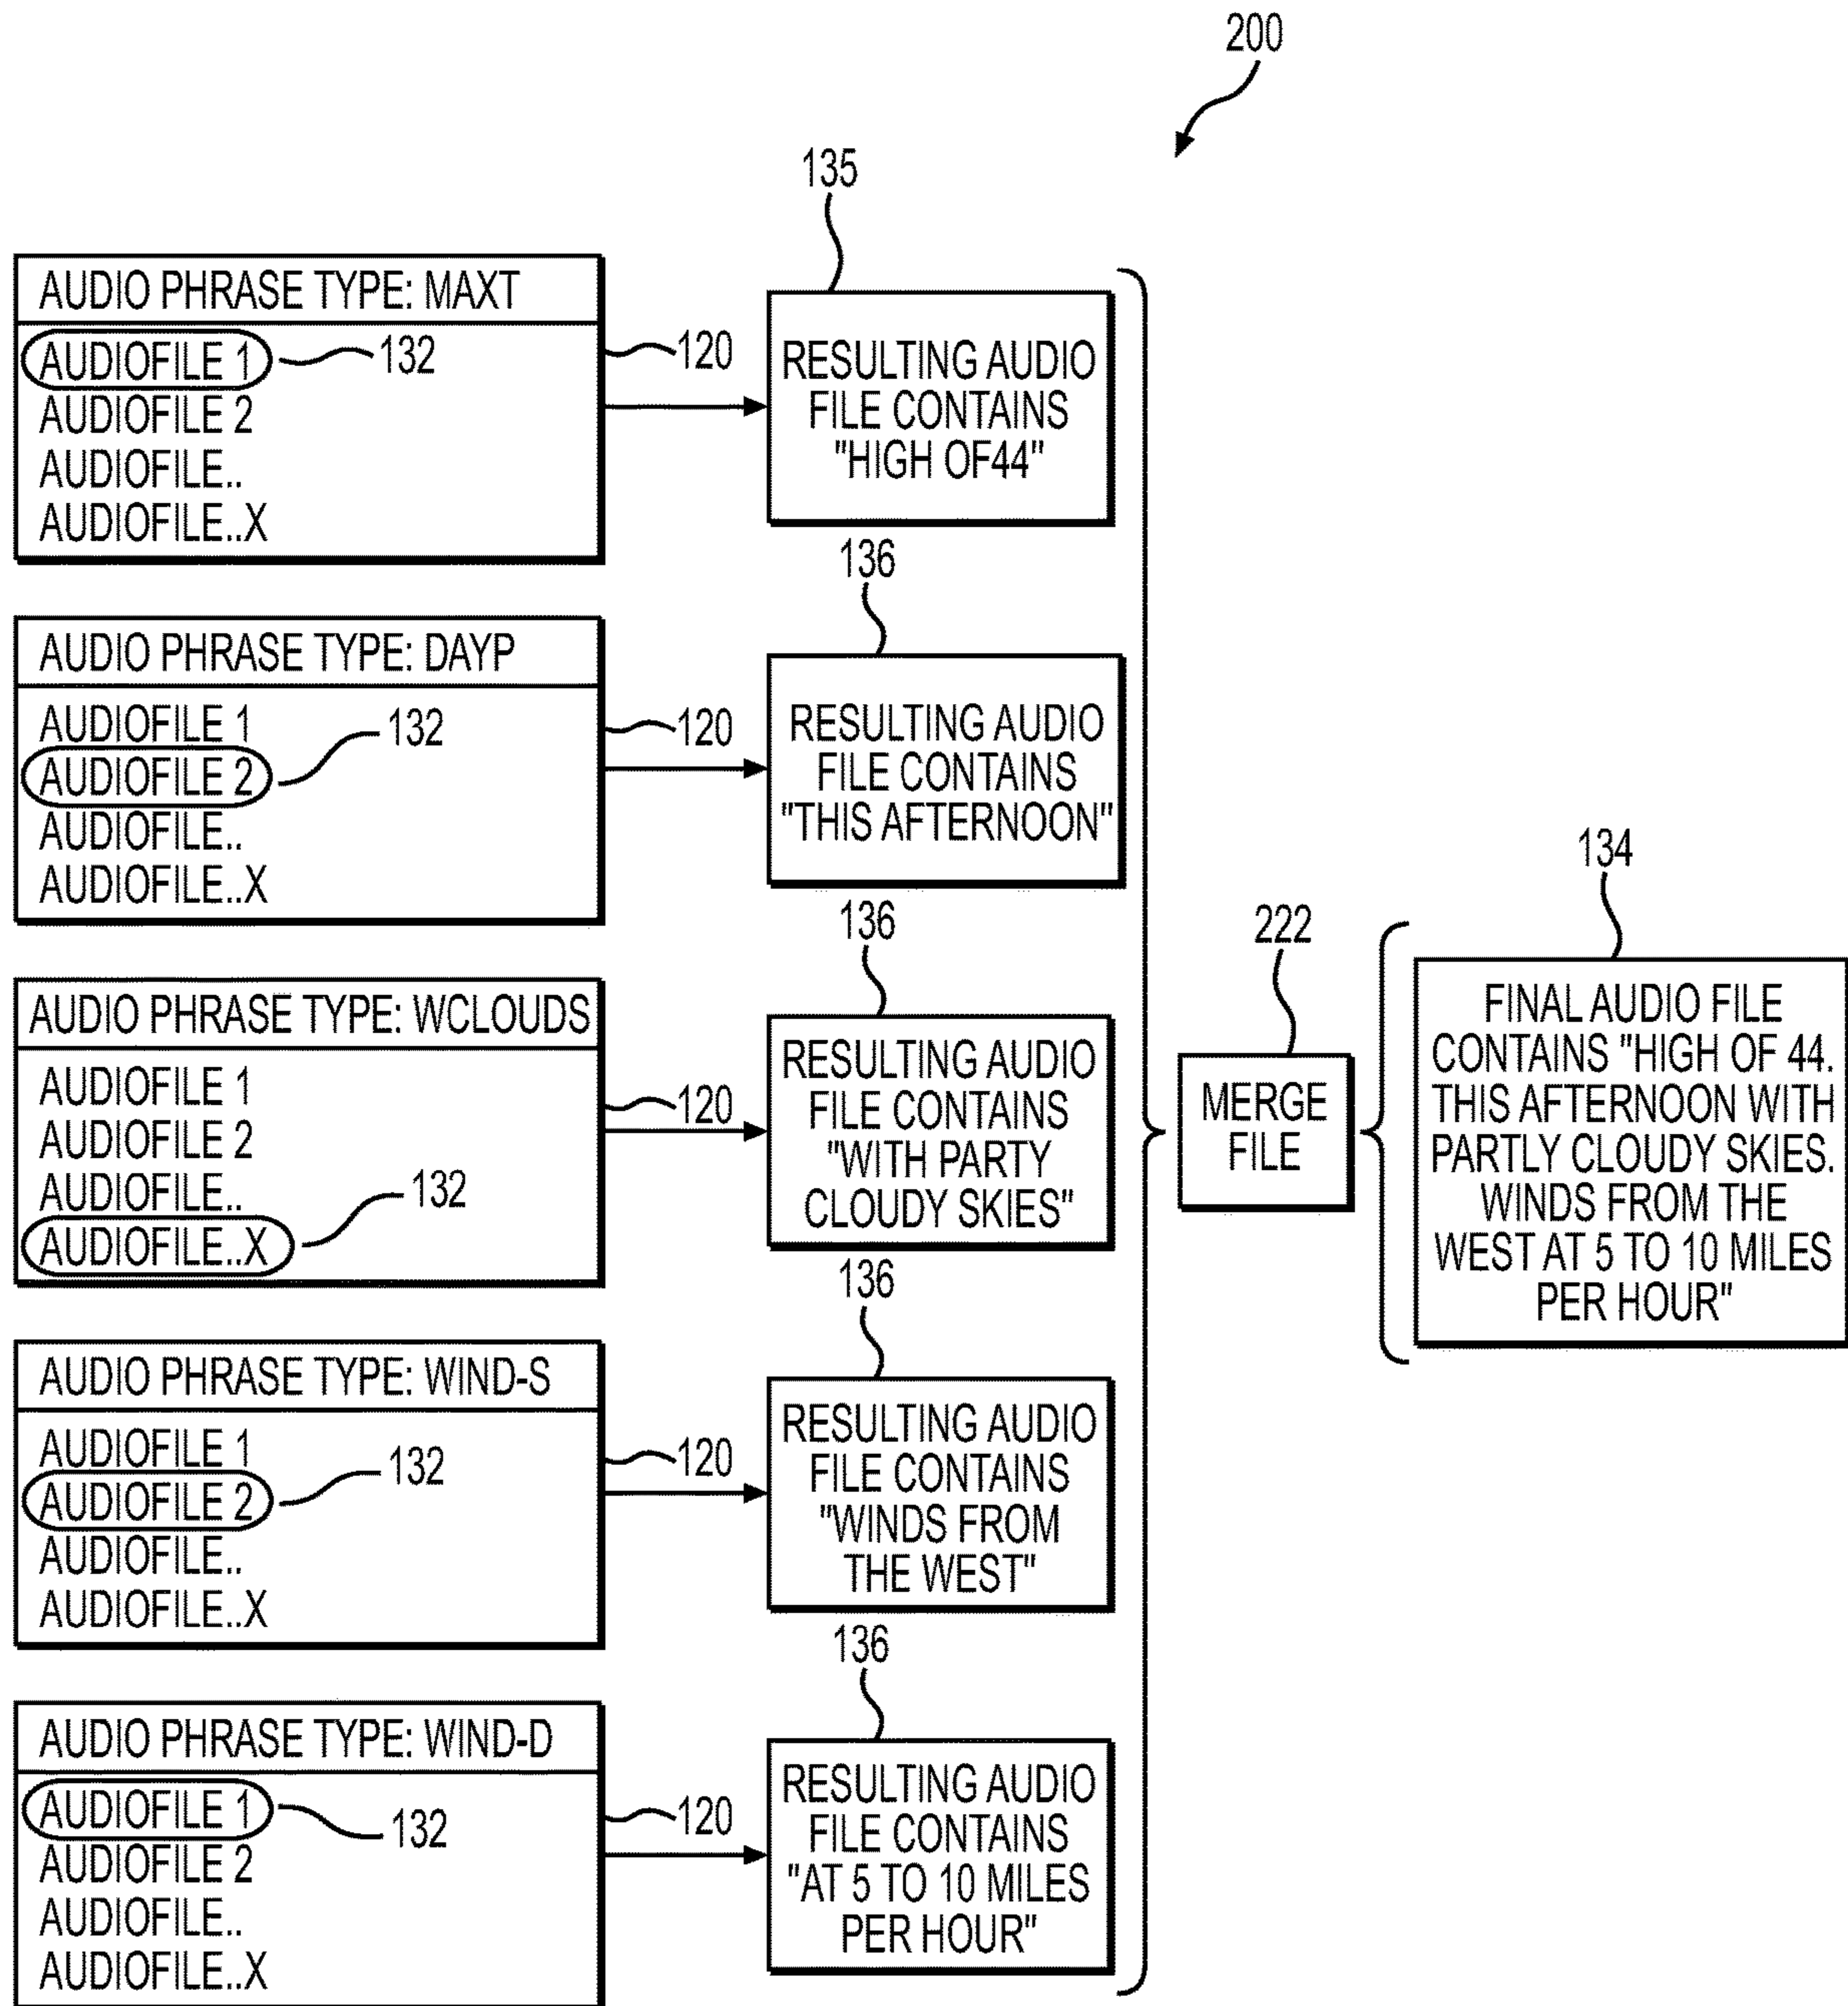 200
135
AUDIO PHRASE TYPE: MAXT
AUDIOFILE 1
132
AUDIOFILE 2
AUDIOFILE..
AUDIOFILE..X
120
RESULTING AUDIO
FILE CONTAINS
"HIGH OF44"
136
AUDIO PHRASE TYPE: DAYP
AUDIOFILE 1
132
AUDIOFILE 2
AUDIOFILE..
AUDIOFILE..X
120
RESULTING AUDIO
FILE CONTAINS
"THIS AFTERNOON"
136
AUDIO PHRASE TYPE: WCLOUDS
AUDIOFILE 1
AUDIOFILE 2
AUDIOFILE..
132
AUDIOFILE..X
120
RESULTING AUDIO
FILE CONTAINS
"WITH PARTY
CLOUDY SKIES"
136
AUDIO PHRASE TYPE: WIND-S
AUDIOFILE 1
132
AUDIOFILE 2
AUDIOFILE..
AUDIOFILE..X
120
RESULTING AUDIO
FILE CONTAINS
"WINDS FROM
THE WEST"
136
AUDIO PHRASE TYPE: WIND-D
AUDIOFILE 1
132
AUDIOFILE 2
AUDIOFILE..
AUDIOFILE..X
120
RESULTING AUDIO
FILE CONTAINS
"AT 5 TO 10 MILES
PER HOUR"
222
MERGE
FILE
134
FINAL AUDIO FILE
CONTAINS "HIGH OF 44.
THIS AFTERNOON WITH
PARTLY CLOUDY SKIES.
WINDS FROM THE
WEST AT 5 TO 10 MILES
PER HOUR"